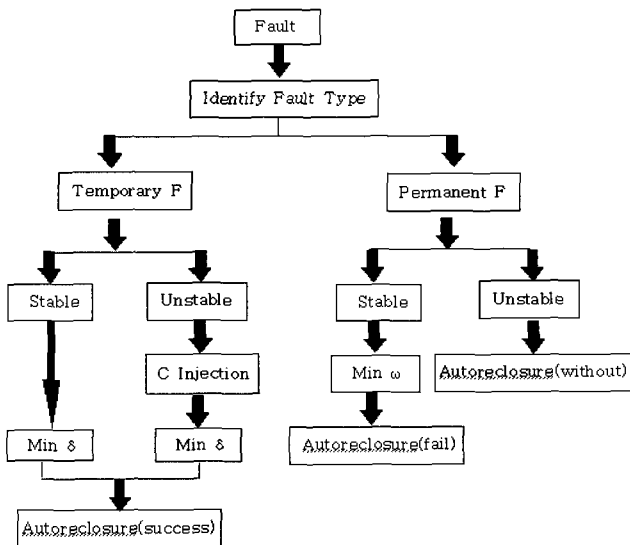 Fault
Identify Fault Type
Temporary F
Permanent F
Stable
Unstable
Stable
Unstable
C Injection
Min ω
Autoreclosure(without)
Min δ
Min δ
Autoreclosure(fail)
Autoreclosure(success)